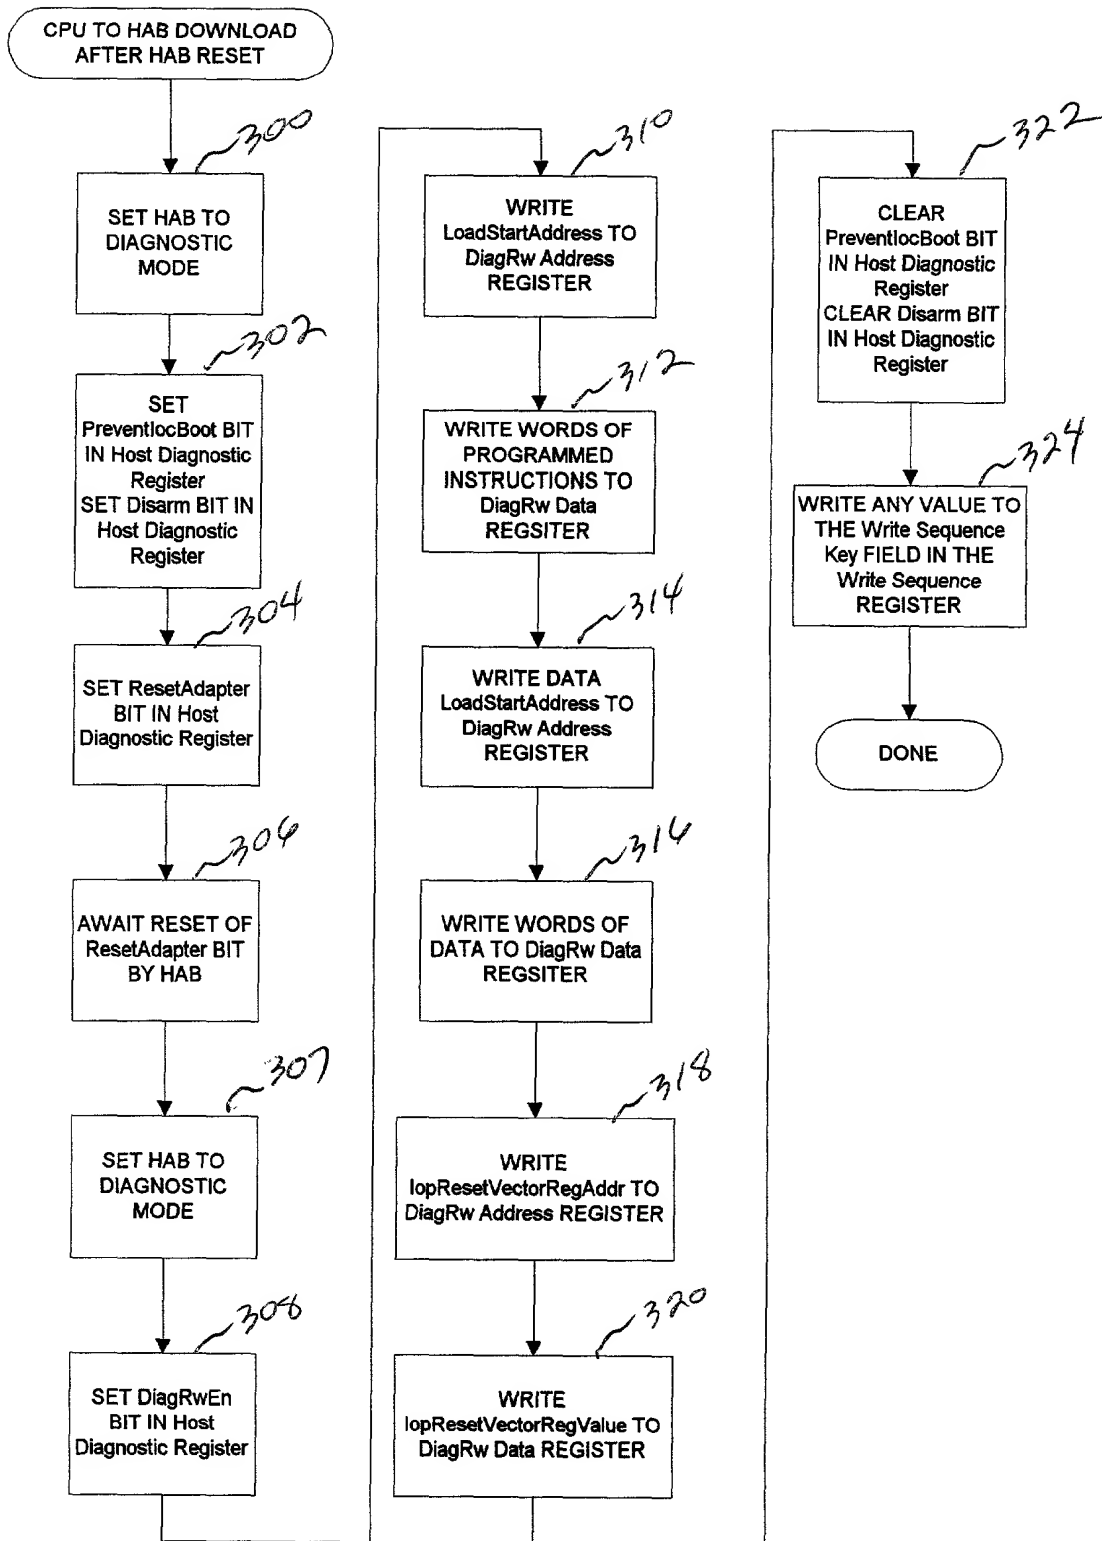 CPU TO HAB DOWNLOAD
AFTER HAB RESET
300
SET HAB TO
DIAGNOSTIC
MODE
302
SET
PreventIocBoot BIT
IN Host Diagnostic
Register
SET Disarm BIT IN
Host Diagnostic
Register
304
SET ResetAdapter
BIT IN Host
Diagnostic Register
306
AWAIT RESET OF
ResetAdapter BIT
BY HAB
307
SET HAB TO
DIAGNOSTIC
MODE
308
SET DiagRwEn
BIT IN Host
Diagnostic Register
310
WRITE
LoadStartAddress TO
DiagRw Address
REGISTER
312
WRITE WORDS OF
PROGRAMMED
INSTRUCTIONS TO
DiagRw Data
REGSITER
314
WRITE DATA
LoadStartAddress TO
DiagRw Address
REGISTER
316
WRITE WORDS OF
DATA TO DiagRw Data
REGSITER
318
WRITE
IopResetVectorRegAddr TO
DiagRw Address REGISTER
320
WRITE
IopResetVectorRegValue TO
DiagRw Data REGISTER
322
CLEAR
PreventIocBoot BIT
IN Host Diagnostic
Register
CLEAR Disarm BIT
IN Host Diagnostic
Register
324
WRITE ANY VALUE TO
THE Write Sequence
Key FIELD IN THE
Write Sequence
REGISTER
DONE